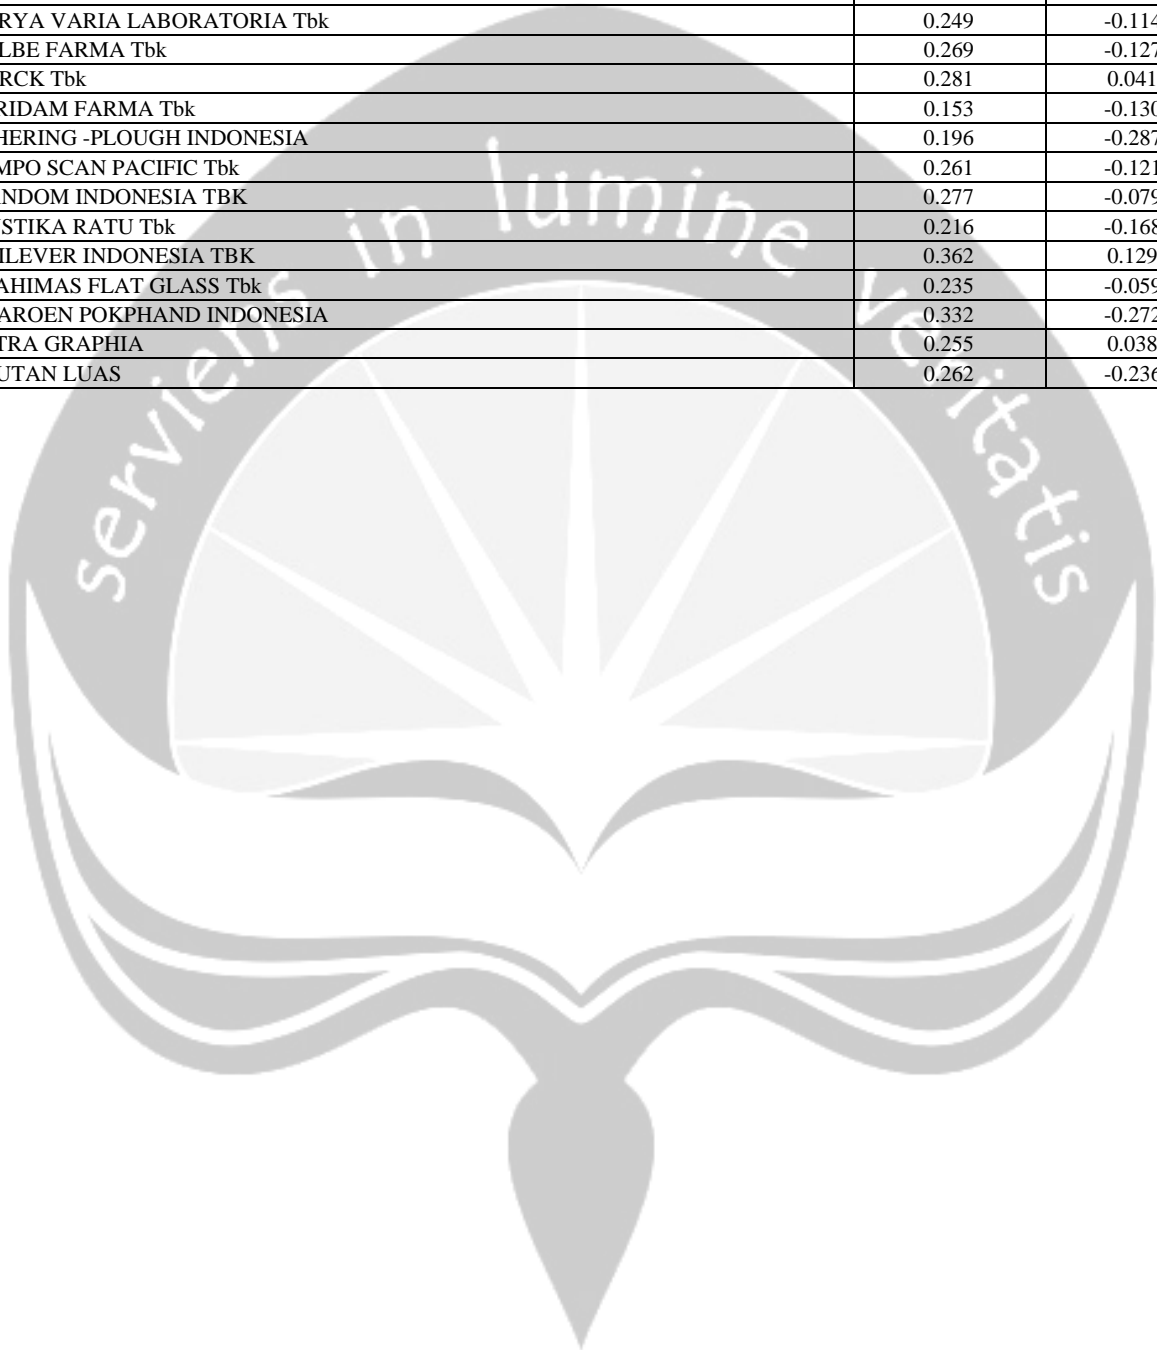 RYA VARIA LABORATORIA Tbk 0.249 -0.114
LBE FARMA Tbk 0.269 -0.127
RCK Tbk 0.281 0.041
RIDAM FARMA Tbk 0.153 -0.130
HERING -PLOUGH INDONESIA 0.196 -0.287
MPO SCAN PACIFIC Tbk 0.261 -0.121
NDOM INDONESIA TBK 0.277 -0.079
STIKA RATU Tbk 0.216 -0.168
ILEVER INDONESIA TBK 0.362 0.129
AHIMAS FLAT GLASS Tbk 0.235 -0.059
AROEN POKPHAND INDONESIA 0.332 -0.272
TRA GRAPHIA 0.255 0.038
UTAN LUAS 0.262 -0.236
serviens in lumine veritatis